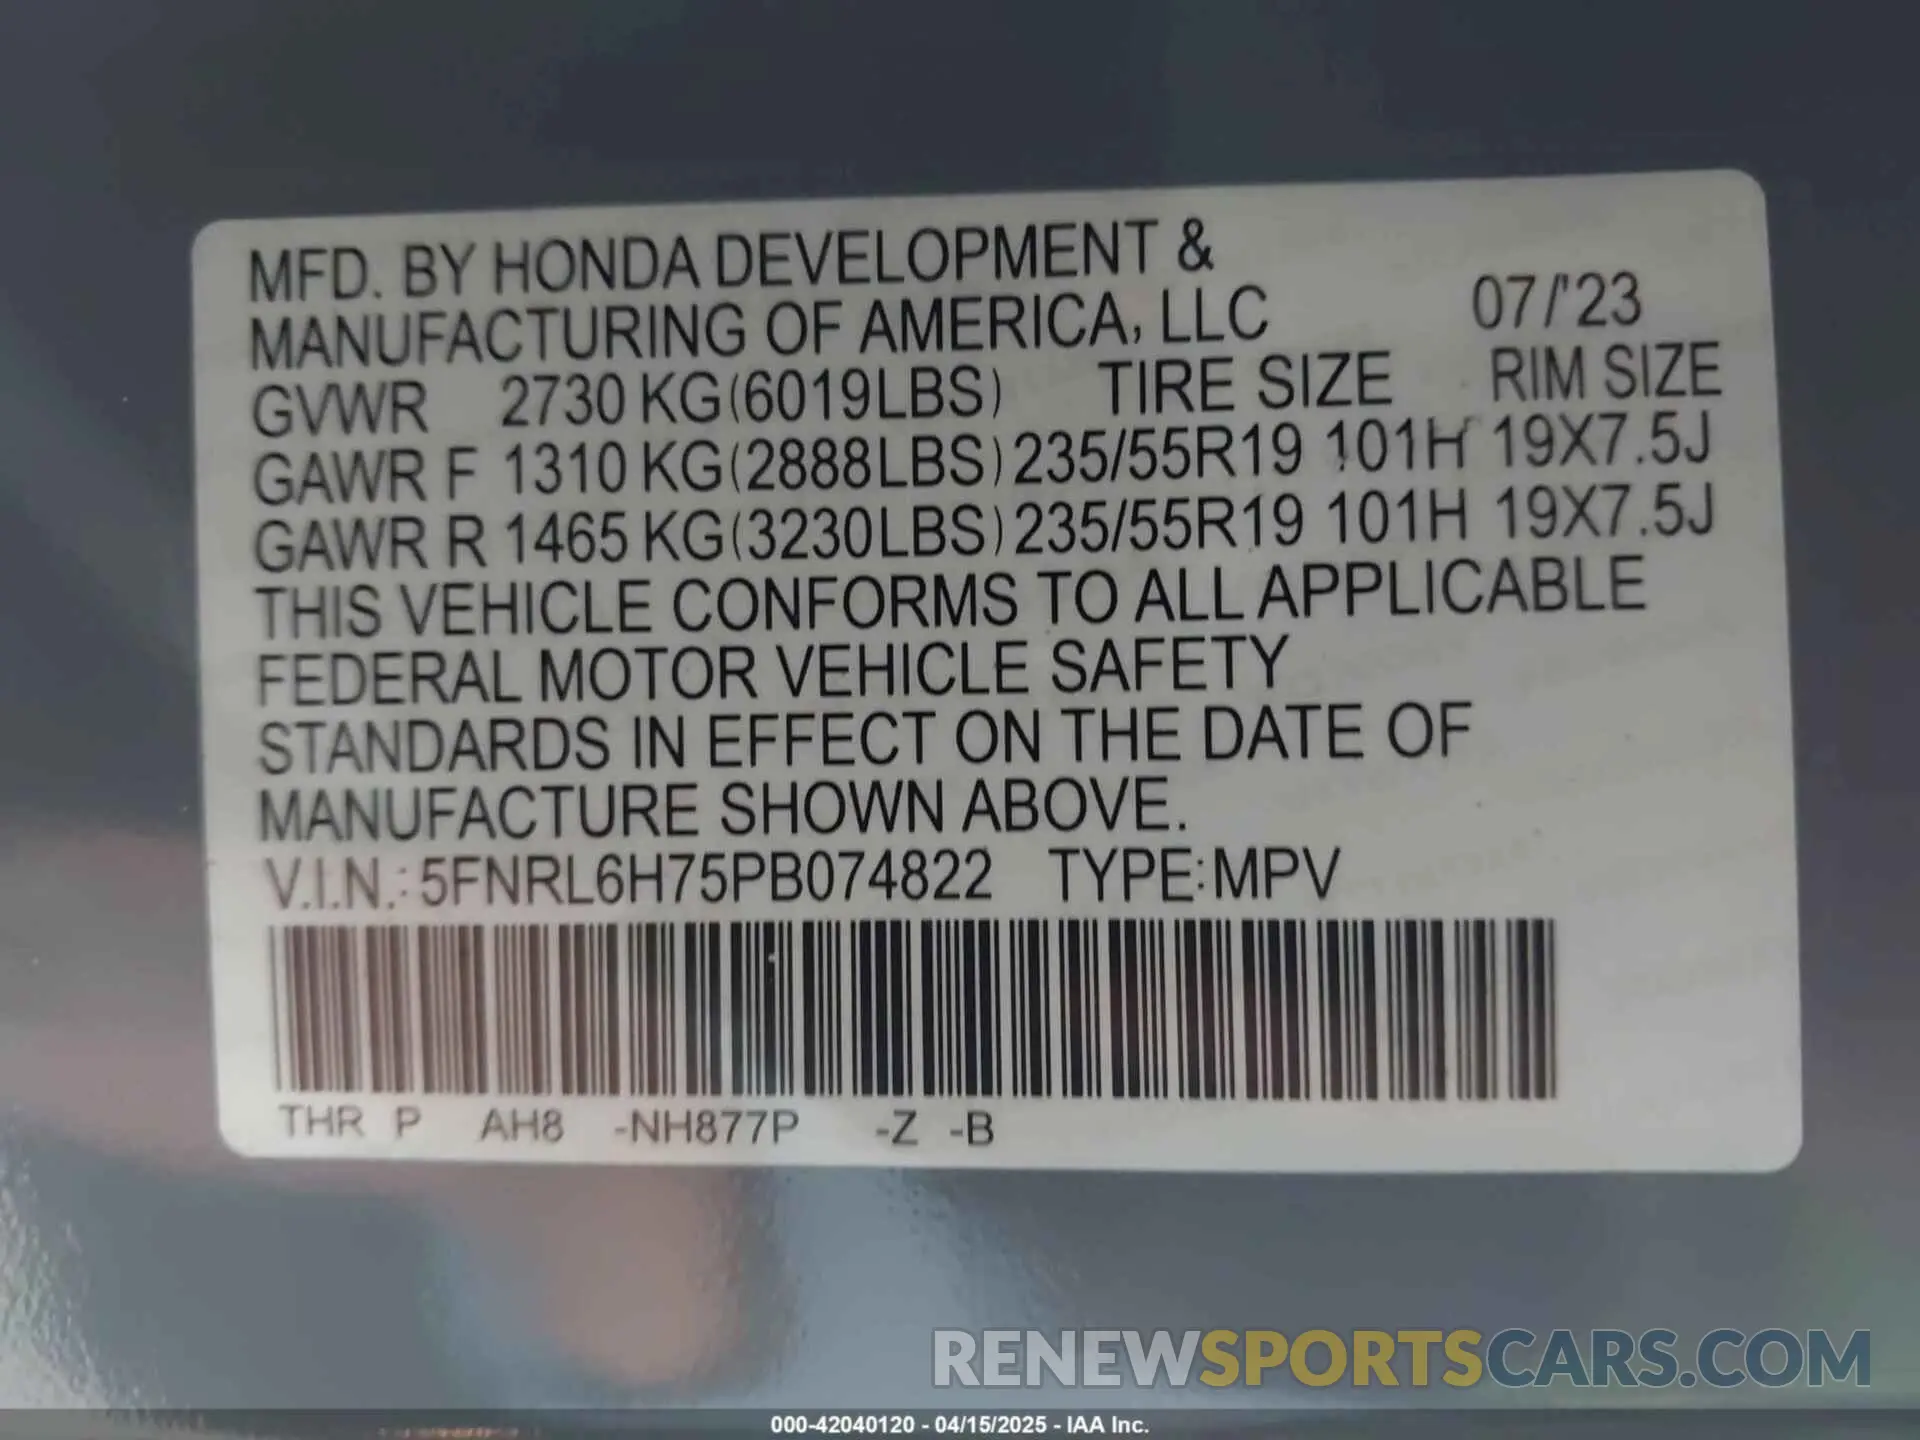 MFD. BY HONDA DEVELOPMENT &
MANUFACTURING OF AMERICA, LLC 07/'23
GVWR 2730 KG(6019LBS) TIRE SIZE RIM SIZE
GAWR F 1310 KG(2888LBS) 235/55R19 101H 19X7.5J
GAWR R 1465 KG(3230LBS) 235/55R19 101H 19X7.5J
THIS VEHICLE CONFORMS TO ALL APPLICABLE
FEDERAL MOTOR VEHICLE SAFETY
STANDARDS IN EFFECT ON THE DATE OF
MANUFACTURE SHOWN ABOVE.
V.I.N.: 5FNRL6H75PB074822 TYPE: MPV
THR P AH8 -NH877P -Z -B
RENEWSPORTSCARS.COM
000-42040120 - 04/15/2025 - IAA Inc.